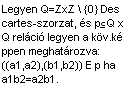 Legyen Q=ZxZ \ {0} Des
cartes-szorzat, és p⊆Q x
Q reláció legyen a köv.ké
ppen meghatározva:
((a1,a2),(b1,b2)) E p ha
a1b2=a2b1.